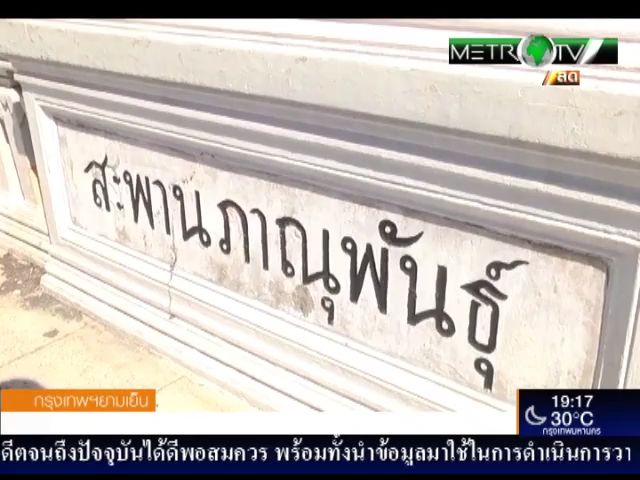 METRO TV
สด
สะพานภาณุพันธุ์
กรุงเทพฯยามเย็น
19:17
30°C
กรุงเทพมหานคร
ดีตจนถึงปัจจุบันได้ดีพอสมควร พร้อมทั้งนำข้อมูลมาใช้ในการดำเนินการวา